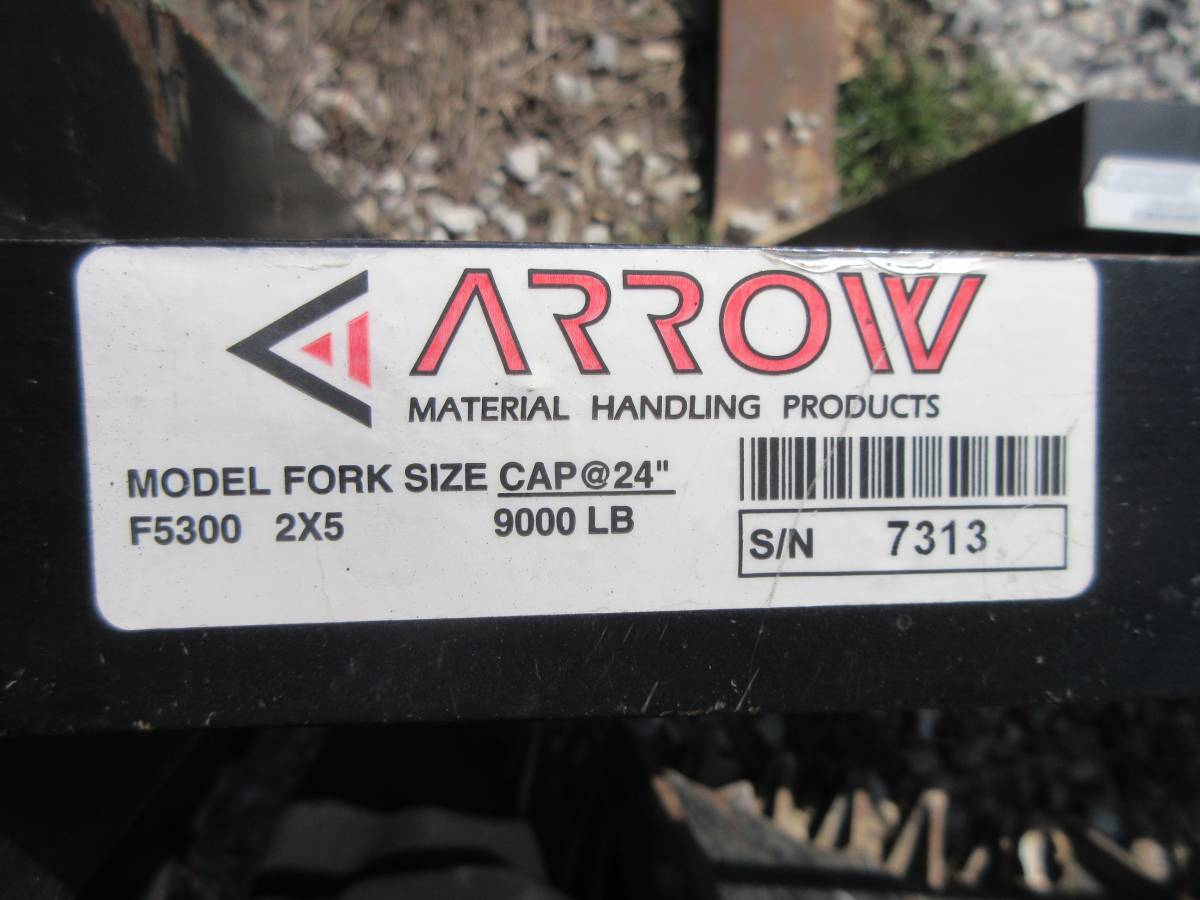 ARROW
MATERIAL HANDLING PRODUCTS
MODEL FORK SIZE CAP@24"
F5300 2X5 9000 LB
S/N 7313